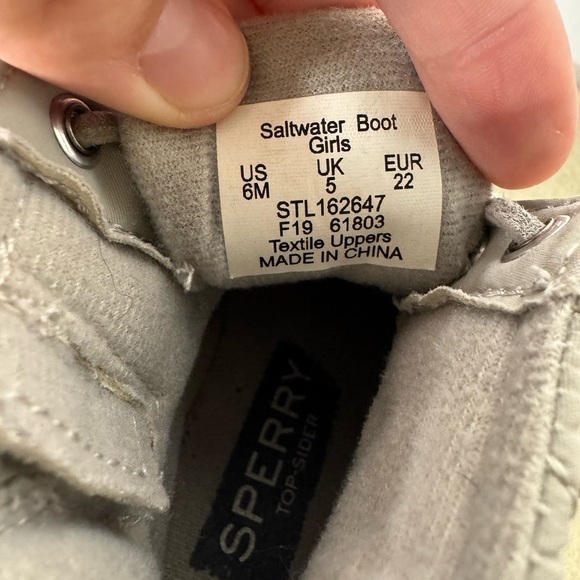 Saltwater Boot
Girls
US UK EUR
6M 5 22
STL162647
F19 61803
Textile Uppers
MADE IN CHINA
SPERRY
TOP-SIDER